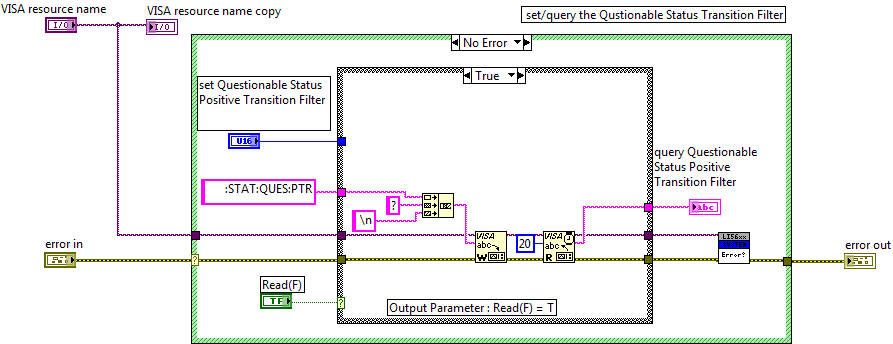 VISA resource name
VISA resource name copy
set/query the Qustionable Status Transition Filter
I/O
I/O
No Error
True
set Questionable Status
Positive Transition Filter
U16
query Questionable
Status Positive
Transition Filter
:STAT:QUES:PTR
?
abc
\n
VISA
abc
W
20
VISA
abc
R
LIS6xx
Error?
error in
error out
?
Read(F)
TF
?
Output Parameter : Read(F) = T